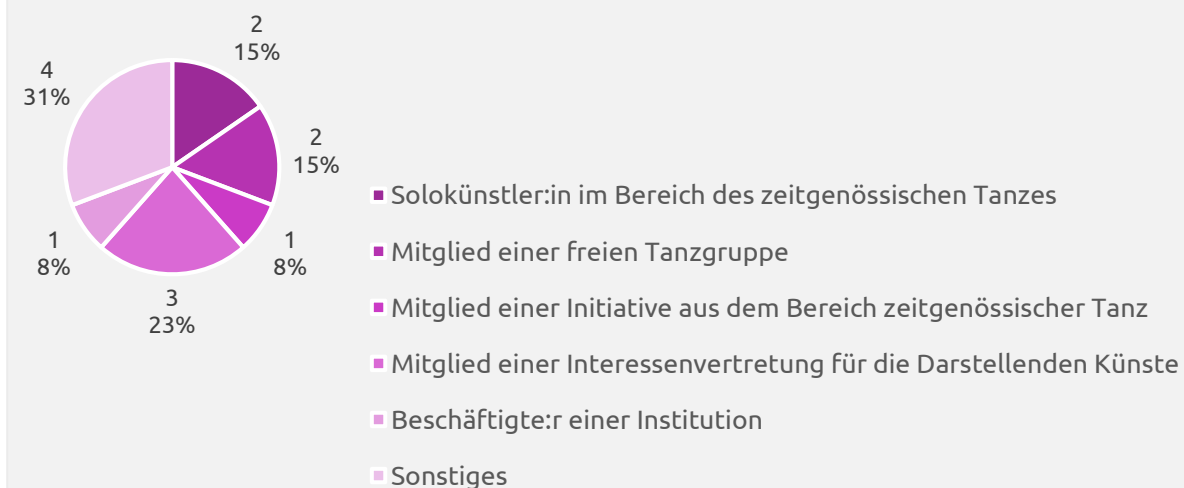 2
15%
4
31%
2
15%
1
8%
1
8%
3
23%
Solokünstler:in im Bereich des zeitgenössischen Tanzes
Mitglied einer freien Tanzgruppe
Mitglied einer Initiative aus dem Bereich zeitgenössischer Tanz
Mitglied einer Interessenvertretung für die Darstellenden Künste
Beschäftigte:r einer Institution
Sonstiges